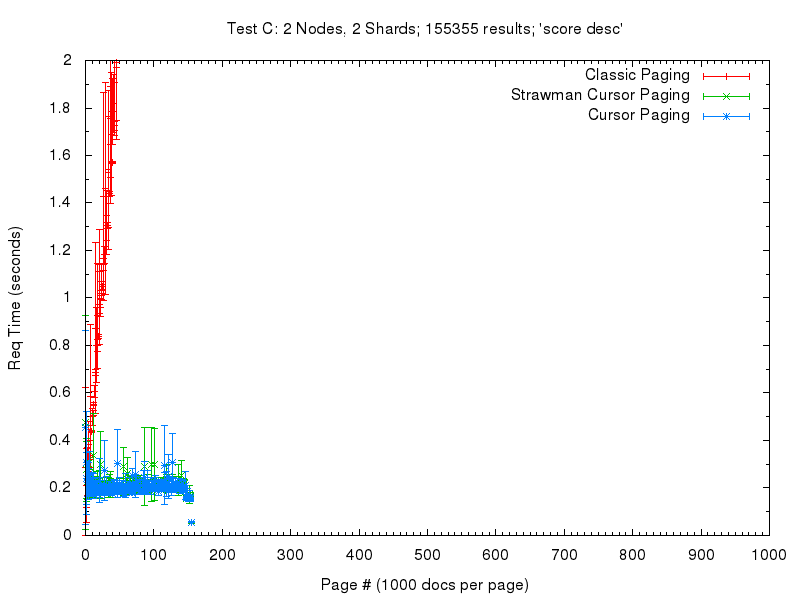 Test C: 2 Nodes, 2 Shards; 155355 results; 'score desc'
Classic Paging
Strawman Cursor Paging
Cursor Paging
Req Time (seconds)
2
1.8
1.6
1.4
1.2
1
0.8
0.6
0.4
0.2
0
0 100 200 300 400 500 600 700 800 900 1000
Page # (1000 docs per page)